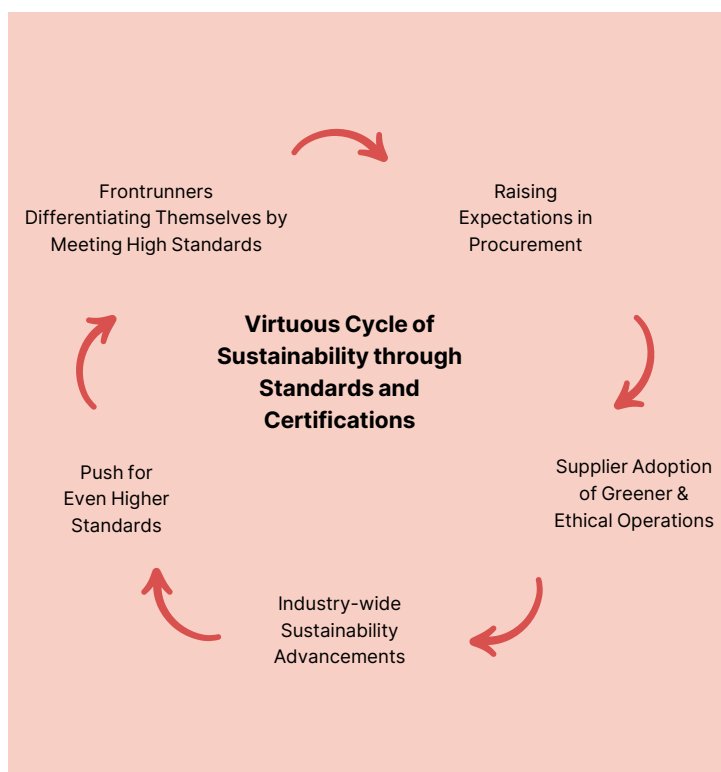 Frontrunners
Differentiating Themselves by
Meeting High Standards
Raising
Expectations in
Procurement
Virtuous Cycle of
Sustainability through
Standards and
Certifications
Supplier Adoption
of Greener &
Ethical Operations
Push for
Even Higher
Standards
Industry-wide
Sustainability
Advancements